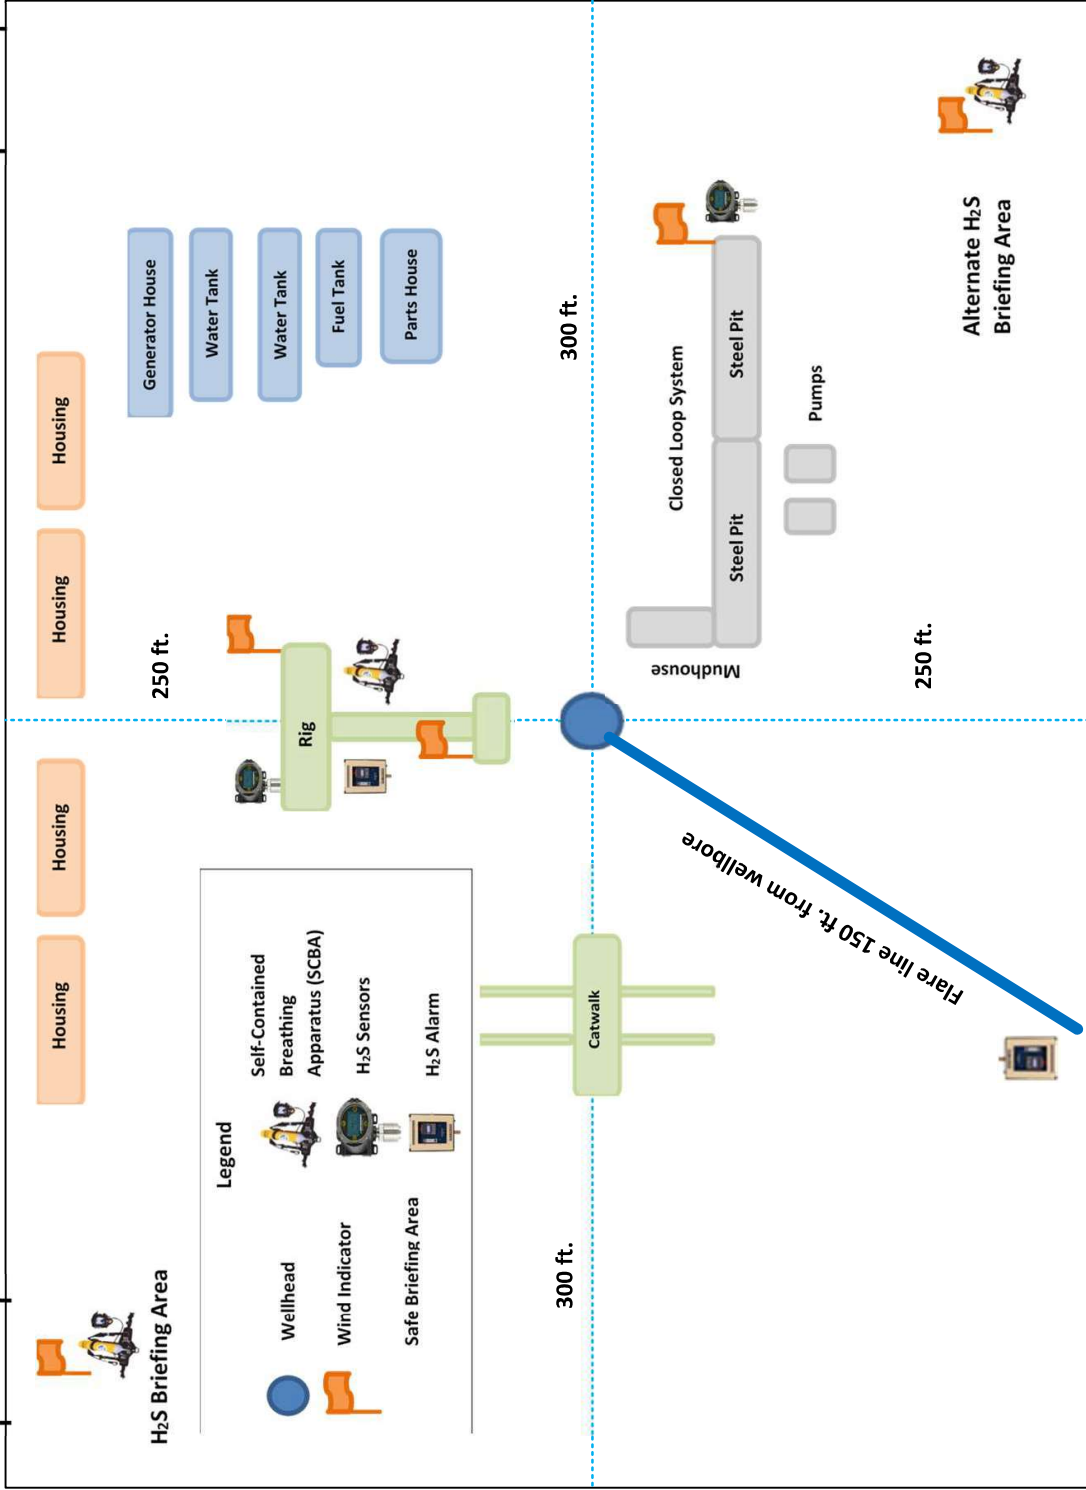 H2S Briefing Area
Housing
Housing
Housing
Housing
250 ft.
Generator House
Water Tank
Water Tank
Fuel Tank
Parts House
Rig
Legend
Wellhead
Wind Indicator
Safe Briefing Area
Self-Contained
Breathing
Apparatus (SCBA)
H2S Sensors
H2S Alarm
300 ft.
Catwalk
300 ft.
Flare line 150 ft. from wellbore
Mudhouse
Closed Loop System
Steel Pit
Steel Pit
Pumps
250 ft.
Alternate H2S
Briefing Area